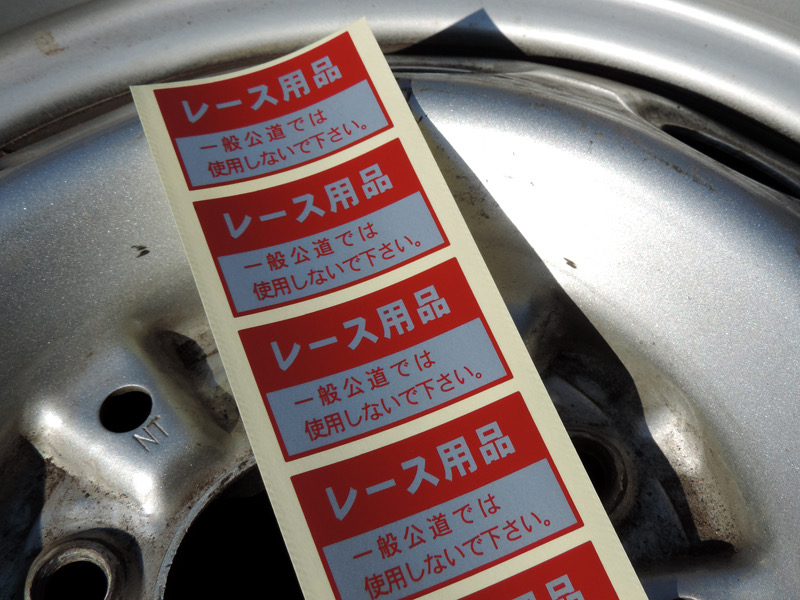 レース用品
一般公道では
使用しないで下さい。
レース用品
一般公道では
使用しないで下さい。
レース用品
一般公道では
使用しないで下さい。
NT
レース用品
一般公道では
使用しないで下さい。
品